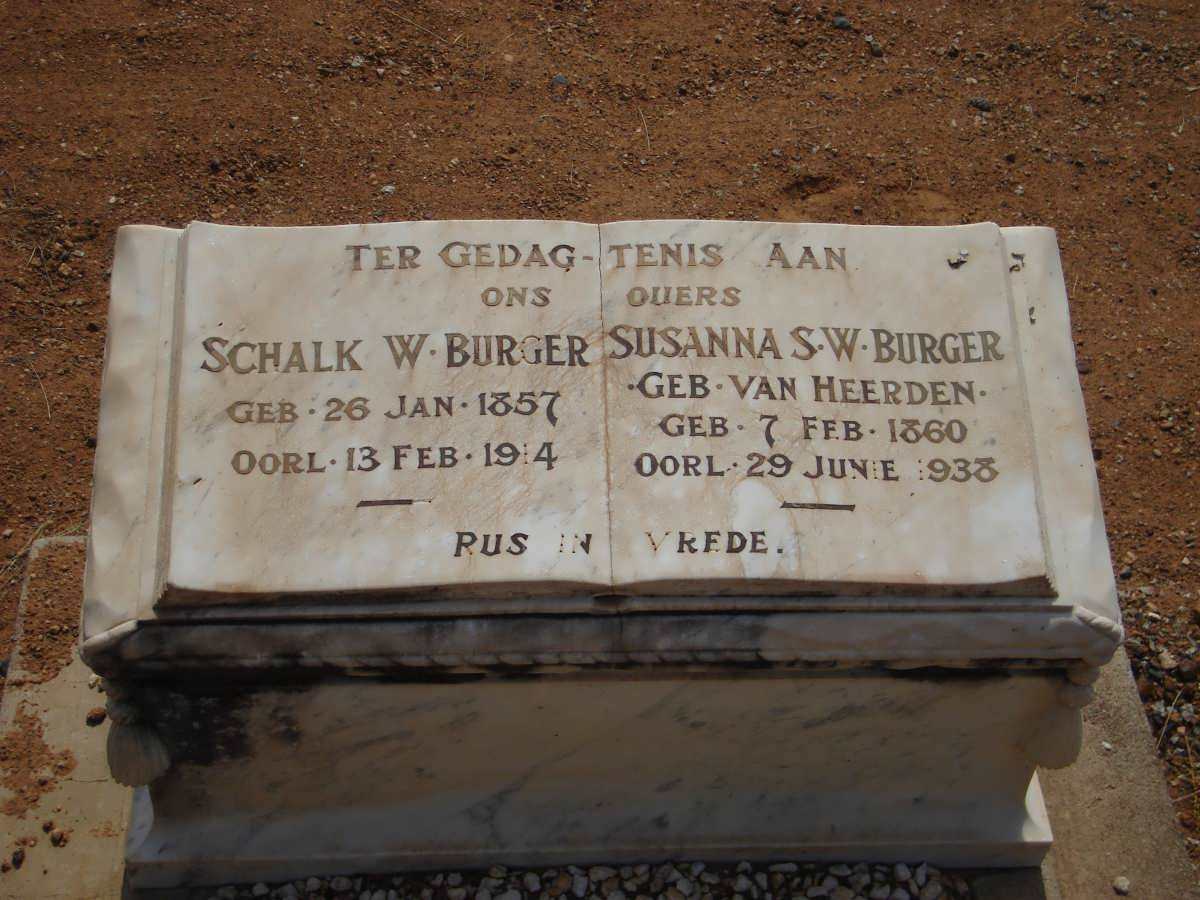 TER GEDAG-TENIS AAN
ONS OUERS
SCHALK W. BURGER
GEB. 26 JAN. 1857
OORL. 13 FEB. 1914
SUSANNA S.W. BURGER
·GEB. VAN HEERDEN.
GEB. 7 FEB. 1860
OORL. 29 JUNIE 1938
RUS IN VREDE.